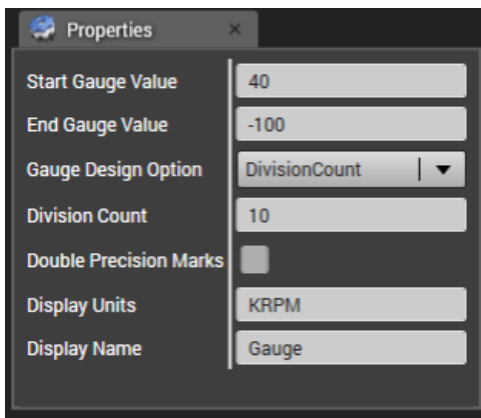 Properties
Start Gauge Value 40
End Gauge Value -100
Gauge Design Option DivisionCount
Division Count 10
Double Precision Marks
Display Units KRPM
Display Name Gauge